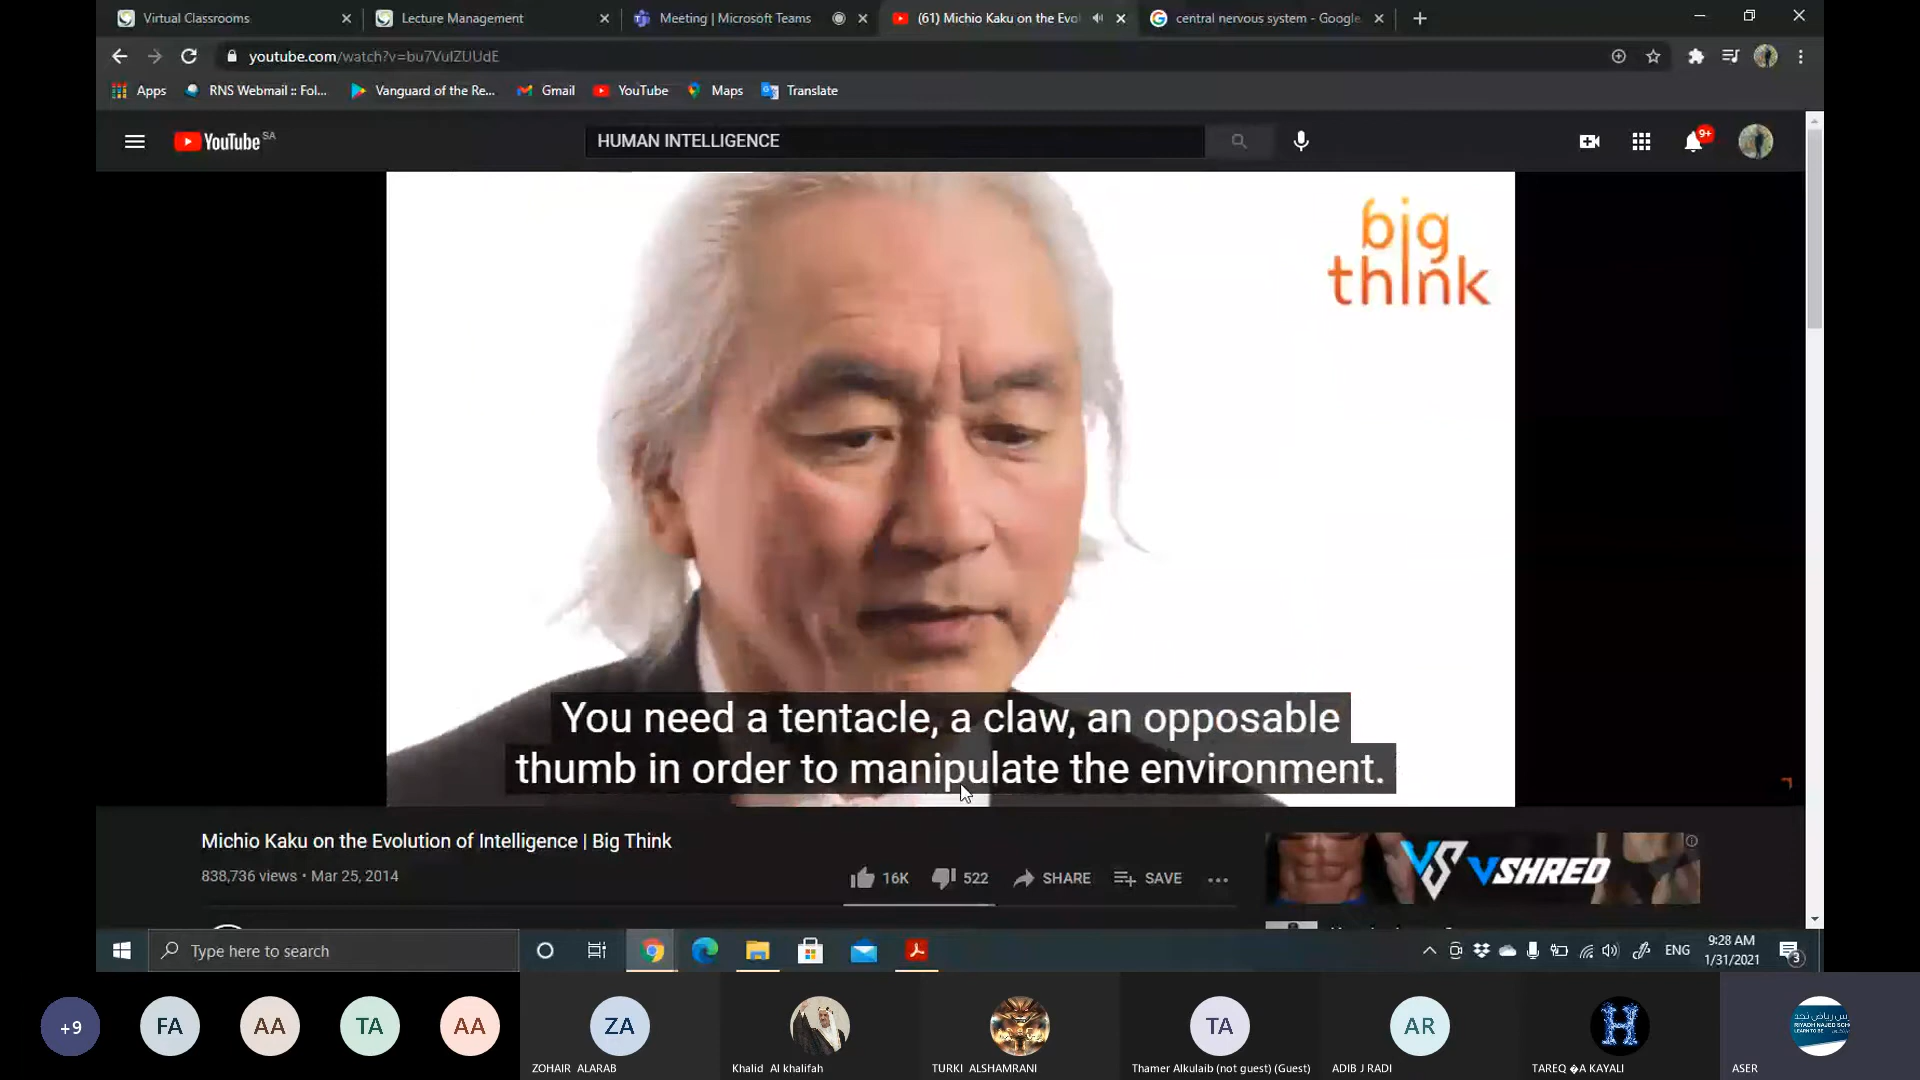 Virtual Classrooms
Lecture Management
Meeting | Microsoft Teams
(61) Michio Kaku on the Evol
central nervous system - Google
youtube.com/watch?v=bu7VuIZUUdE
Apps
RNS Webmail :: Fol...
Vanguard of the Re...
Gmail
YouTube
Maps
Translate
YouTube SA
HUMAN INTELLIGENCE
9+
big
think
You need a tentacle, a claw, an opposable
thumb in order to manipulate the environment.
Michio Kaku on the Evolution of Intelligence | Big Think
838,736 views • Mar 25, 2014
16K
522
SHARE
SAVE
VS VSHRED
Type here to search
ENG
9:28 AM
1/31/2021
3
+9
FA
AA
TA
AA
ZA
ZOHAIR ALARAB
Khalid Al khalifah
TURKI ALSHAMRANI
TA
Thamer Alkulaib (not guest) (Guest)
AR
ADIB J RADI
H
TAREQ �A KAYALI
ASER